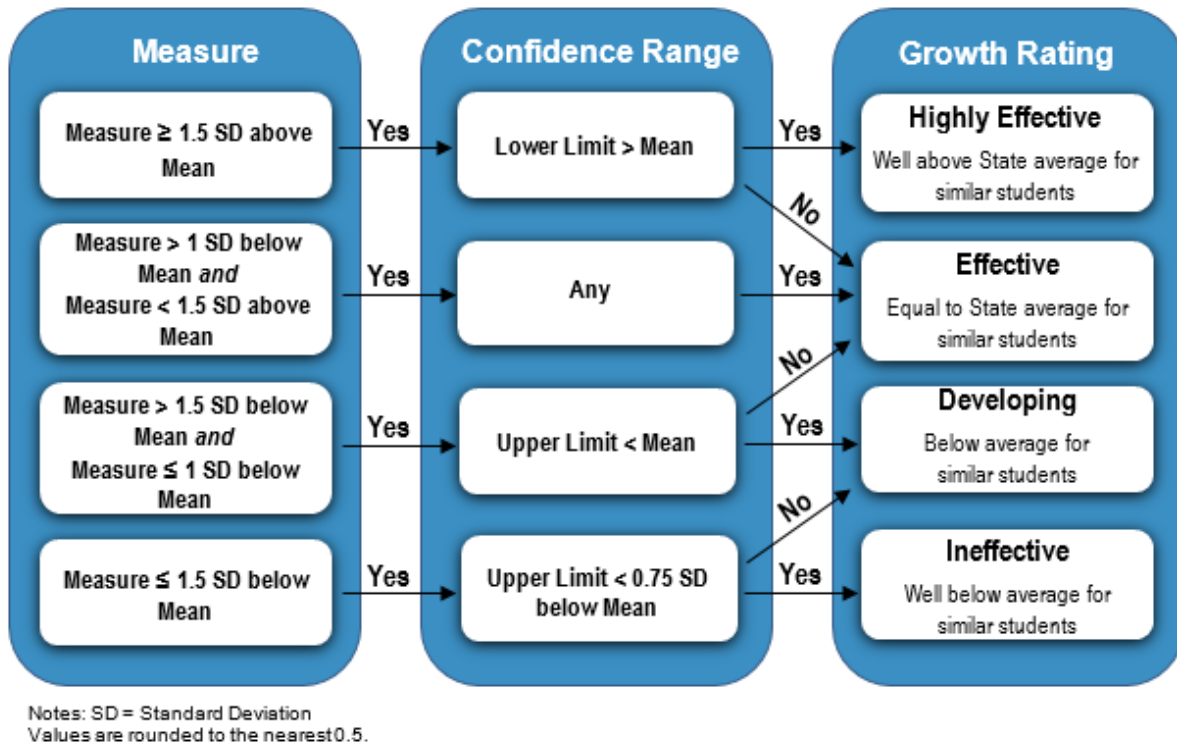 Measure
Confidence Range
Growth Rating
Measure ≥ 1.5 SD above
Mean
Yes
Lower Limit > Mean
Yes
No
Highly Effective
Well above State average for
similar students
Measure > 1 SD below
Mean and
Measure < 1.5 SD above
Mean
Yes
Any
Yes
Effective
Equal to State average for
similar students
Measure > 1.5 SD below
Mean and
Measure ≤ 1 SD below
Mean
Yes
Upper Limit < Mean
No
Yes
Developing
Below average for
similar students
Measure ≤ 1.5 SD below
Mean
Yes
Upper Limit < 0.75 SD
below Mean
No
Yes
Ineffective
Well below average for
similar students
Notes: SD = Standard Deviation
Values are rounded to the nearest 0.5.